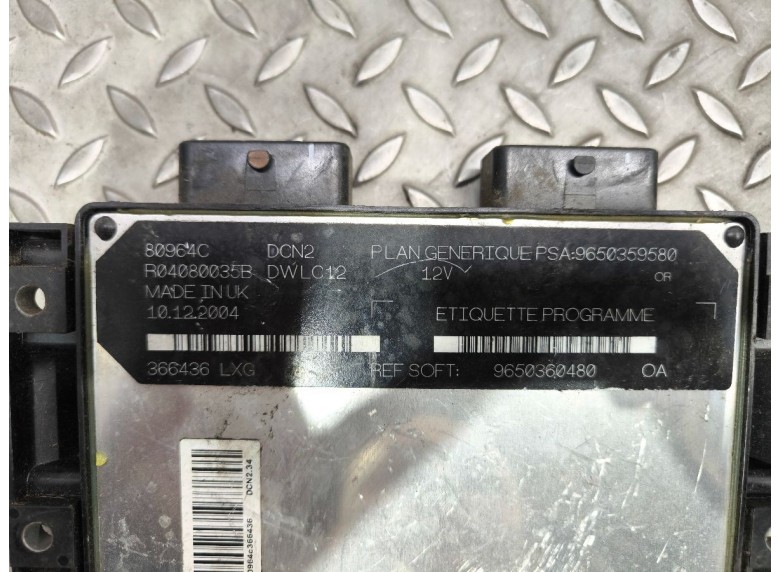 80964C DCN2 PLAN GENERIQUE PSA:9650359580
R04080035B DWLC12 12V OR
MADE IN UK
10.12.2004 ETIQUETTE PROGRAMME
366436 LXG REF SOFT: 9650360480 OA
DCN2.34
0964c366436